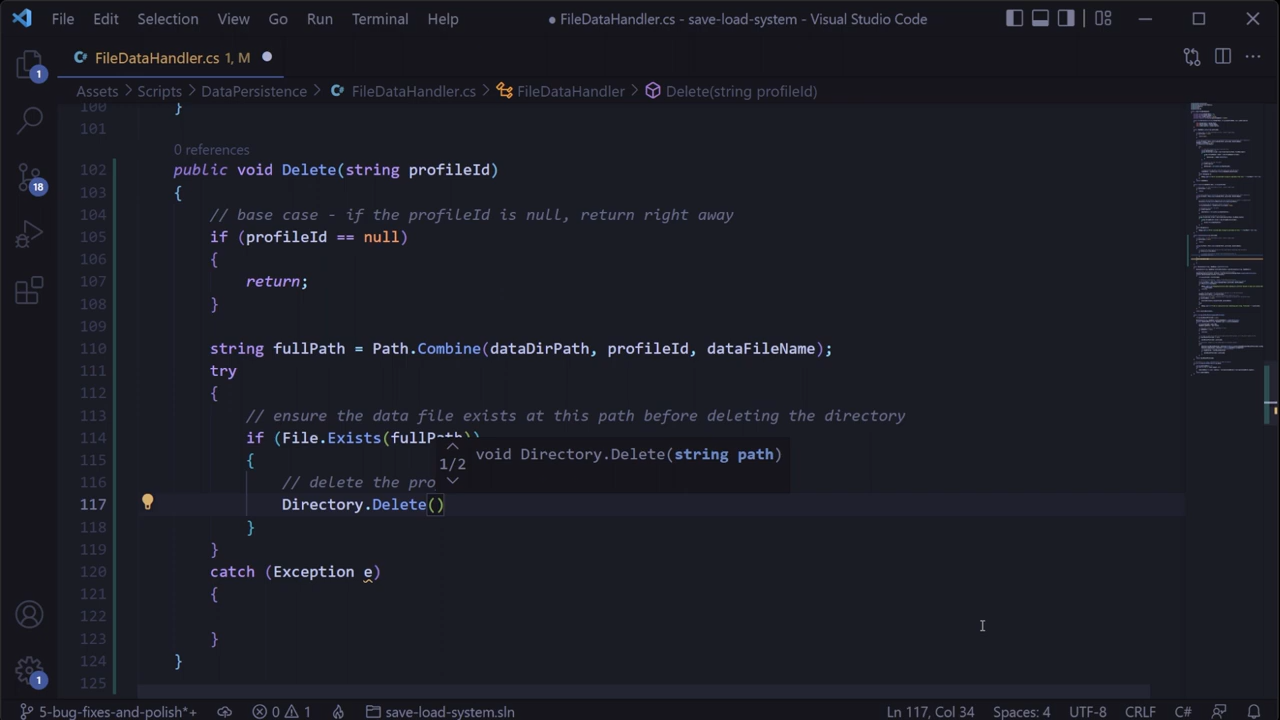 File Edit Selection View Go Run Terminal Help ● FileDataHandler.cs - save-load-system - Visual Studio Code
FileDataHandler.cs 1, M
Assets > Scripts > DataPersistence > FileDataHandler.cs > FileDataHandler > Delete(string profileId)
100 }
101
0 references
102 public void Delete(string profileId)
103 {
104 // base case - if the profileId is null, return right away
105 if (profileId == null)
106 {
107 return;
108 }
109
110 string fullPath = Path.Combine(dataDirPath, profileId, dataFileName);
111 try
112 {
113 // ensure the data file exists at this path before deleting the directory
114 if (File.Exists(fullPath))
115 {
1/2 void Directory.Delete(string path)
116 // delete the pro
117 Directory.Delete()
118 }
119 }
120 catch (Exception e)
121 {
122
123 }
124 }
125
1
18
1
5-bug-fixes-and-polish*+ 0 1 save-load-system.sln Ln 117, Col 34 Spaces: 4 UTF-8 CRLF C#